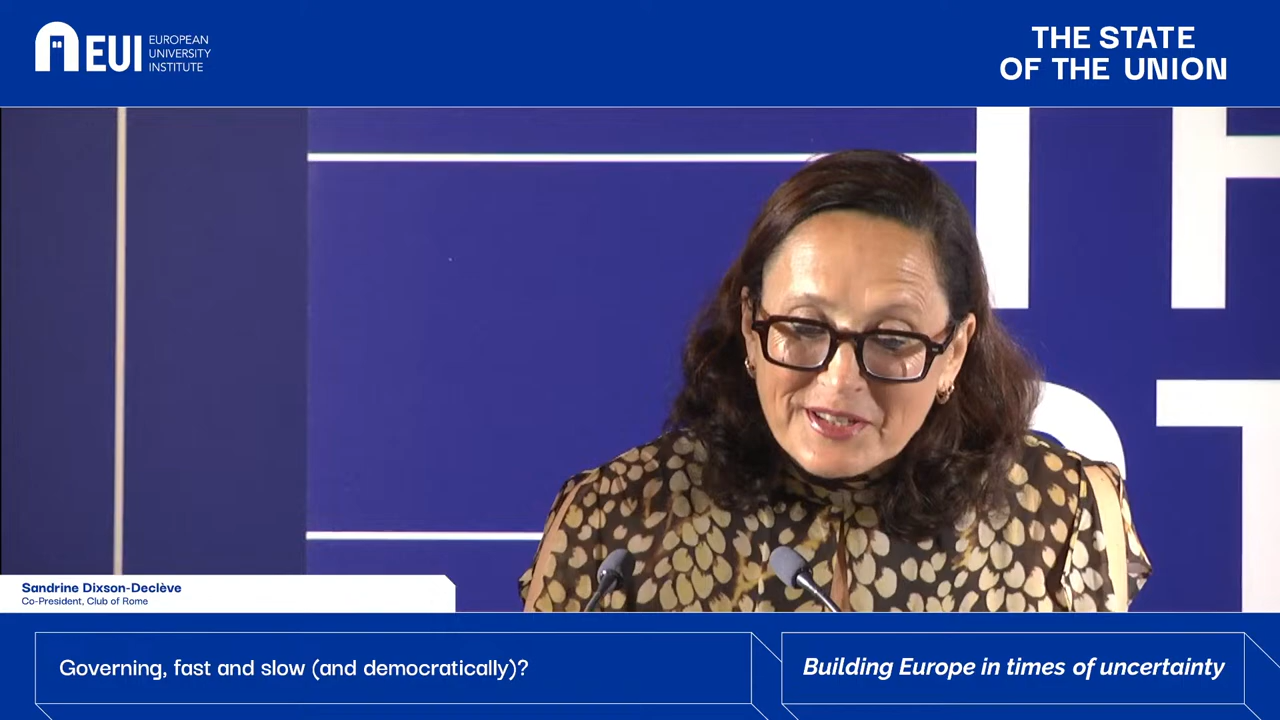 EUI
EUROPEAN
UNIVERSITY
INSTITUTE
THE STATE
OF THE UNION
Sandrine Dixson-Declève
Co-President, Club of Rome
Governing, fast and slow (and democratically)?
Building Europe in times of uncertainty